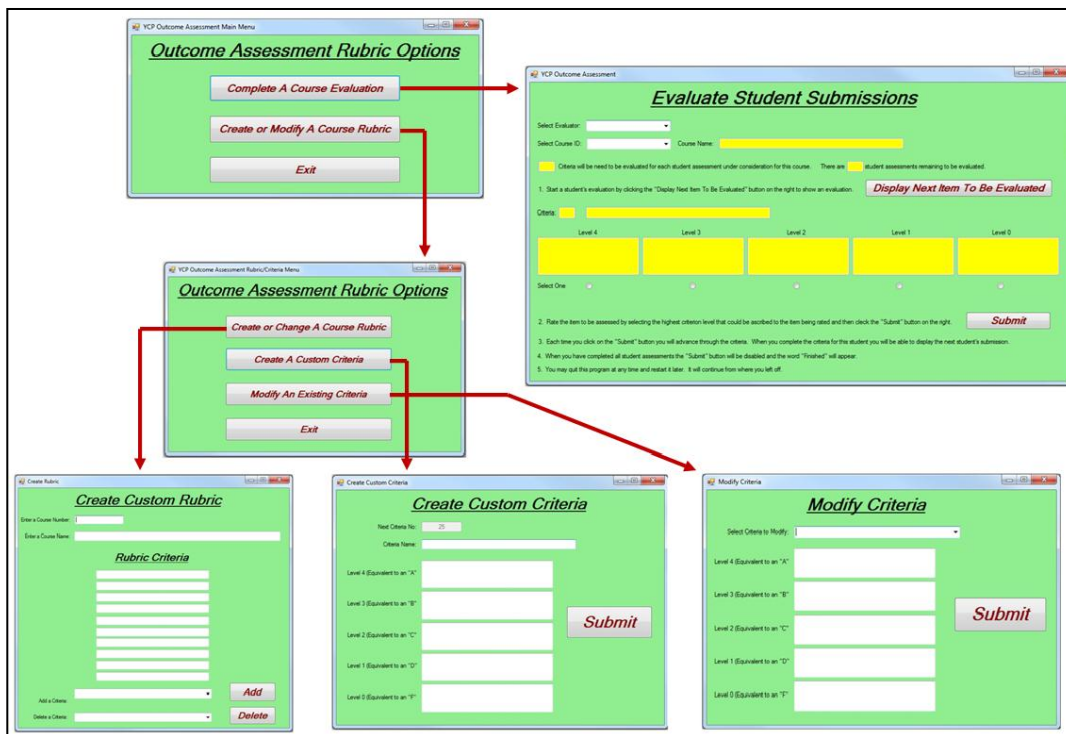 YCP Outcome Assessment Main Menu
Outcome Assessment Rubric Options
Complete A Course Evaluation
Create or Modify A Course Rubric
Exit
YCP Outcome Assessment
Evaluate Student Submissions
Select Evaluator:
Select Course ID: Course Name:
Criteria will be need to be evaluated for each student assessment under consideration for this course. There are student assessments remaining to be evaluated.
1. Start a student's evaluation by clicking the "Display Next Item To Be Evaluated" button on the right to show an evaluation. Display Next Item To Be Evaluated
Criteria:
Level 4 Level 3 Level 2 Level 1 Level 0
Select One
2. Rate the item to be assessed by selecting the highest criterion level that could be ascribed to the item being rated and then clack the "Submit" button on the right. Submit
3. Each time you click on the "Submit" button you will advance through the criteria. When you complete the criteria for this student you will be able to display the next student's submission.
4. When you have completed all student assessments the "Submit" button will be disabled and the word "Finished" will appear.
5. You may quit this program at any time and restart it later. It will continue from where you left off.
YCP Outcome Assessment Rubric/Criteria Menu
Outcome Assessment Rubric Options
Create or Change A Course Rubric
Create A Custom Criteria
Modify An Existing Criteria
Exit
Create Rubric
Create Custom Rubric
Enter a Course Number:
Enter a Course Name:
Rubric Criteria
Add a Criteria: Add
Delete a Criteria: Delete
Create Custom Criteria
Create Custom Criteria
Next Criteria No: 25
Criteria Name:
Level 4 (Equivalent to an "A"
Level 3 (Equivalent to an "B"
Level 2 (Equivalent to an "C"
Level 1 (Equivalent to an "D"
Level 0 (Equivalent to an "F"
Submit
Modify Criteria
Modify Criteria
Select Criteria to Modify:
Level 4 (Equivalent to an "A"
Level 3 (Equivalent to an "B"
Level 2 (Equivalent to an "C"
Level 1 (Equivalent to an "D"
Level 0 (Equivalent to an "F"
Submit